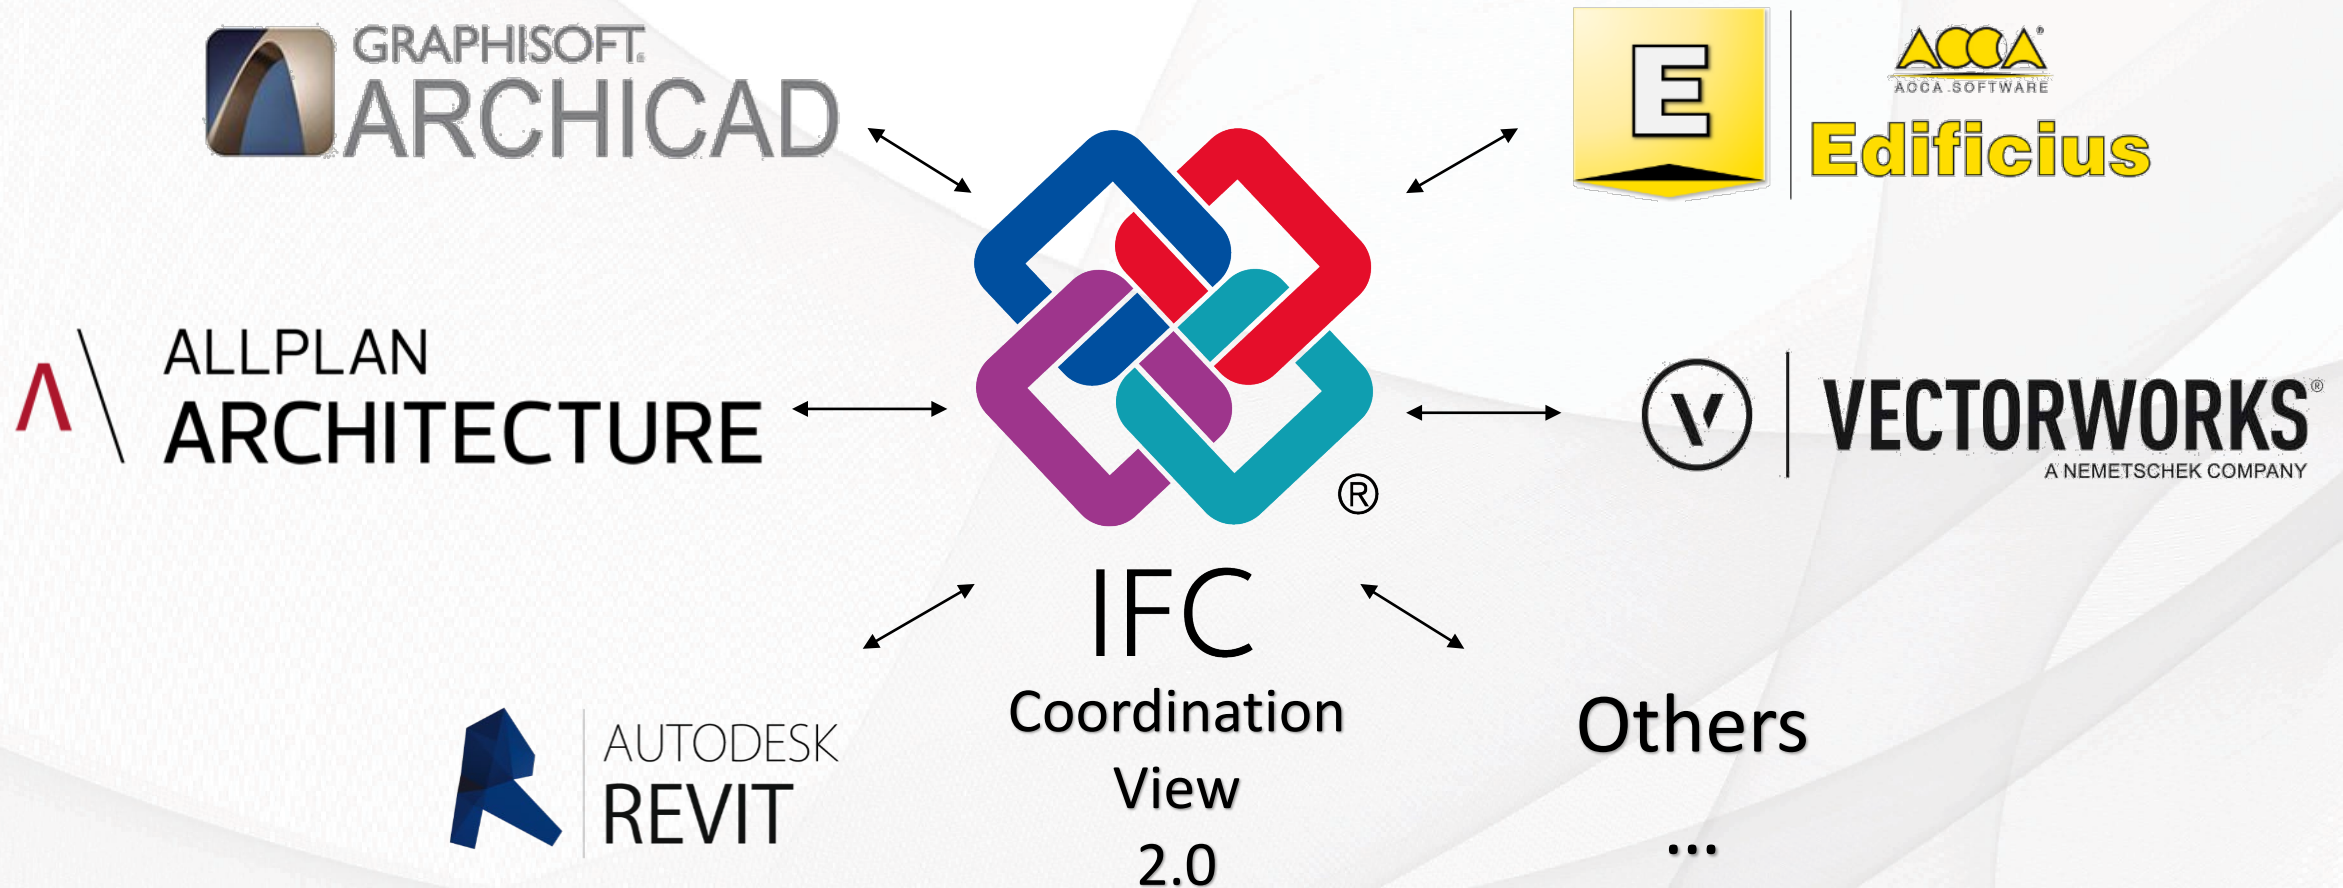 GRAPHISOFT.
ARCHICAD
E
ACCA®
ACCA SOFTWARE
Edificius
ALLPLAN
ARCHITECTURE
V
VECTORWORKS®
A NEMETSCHEK COMPANY
®
IFC
Coordination
View
2.0
AUTODESK
REVIT
Others
...